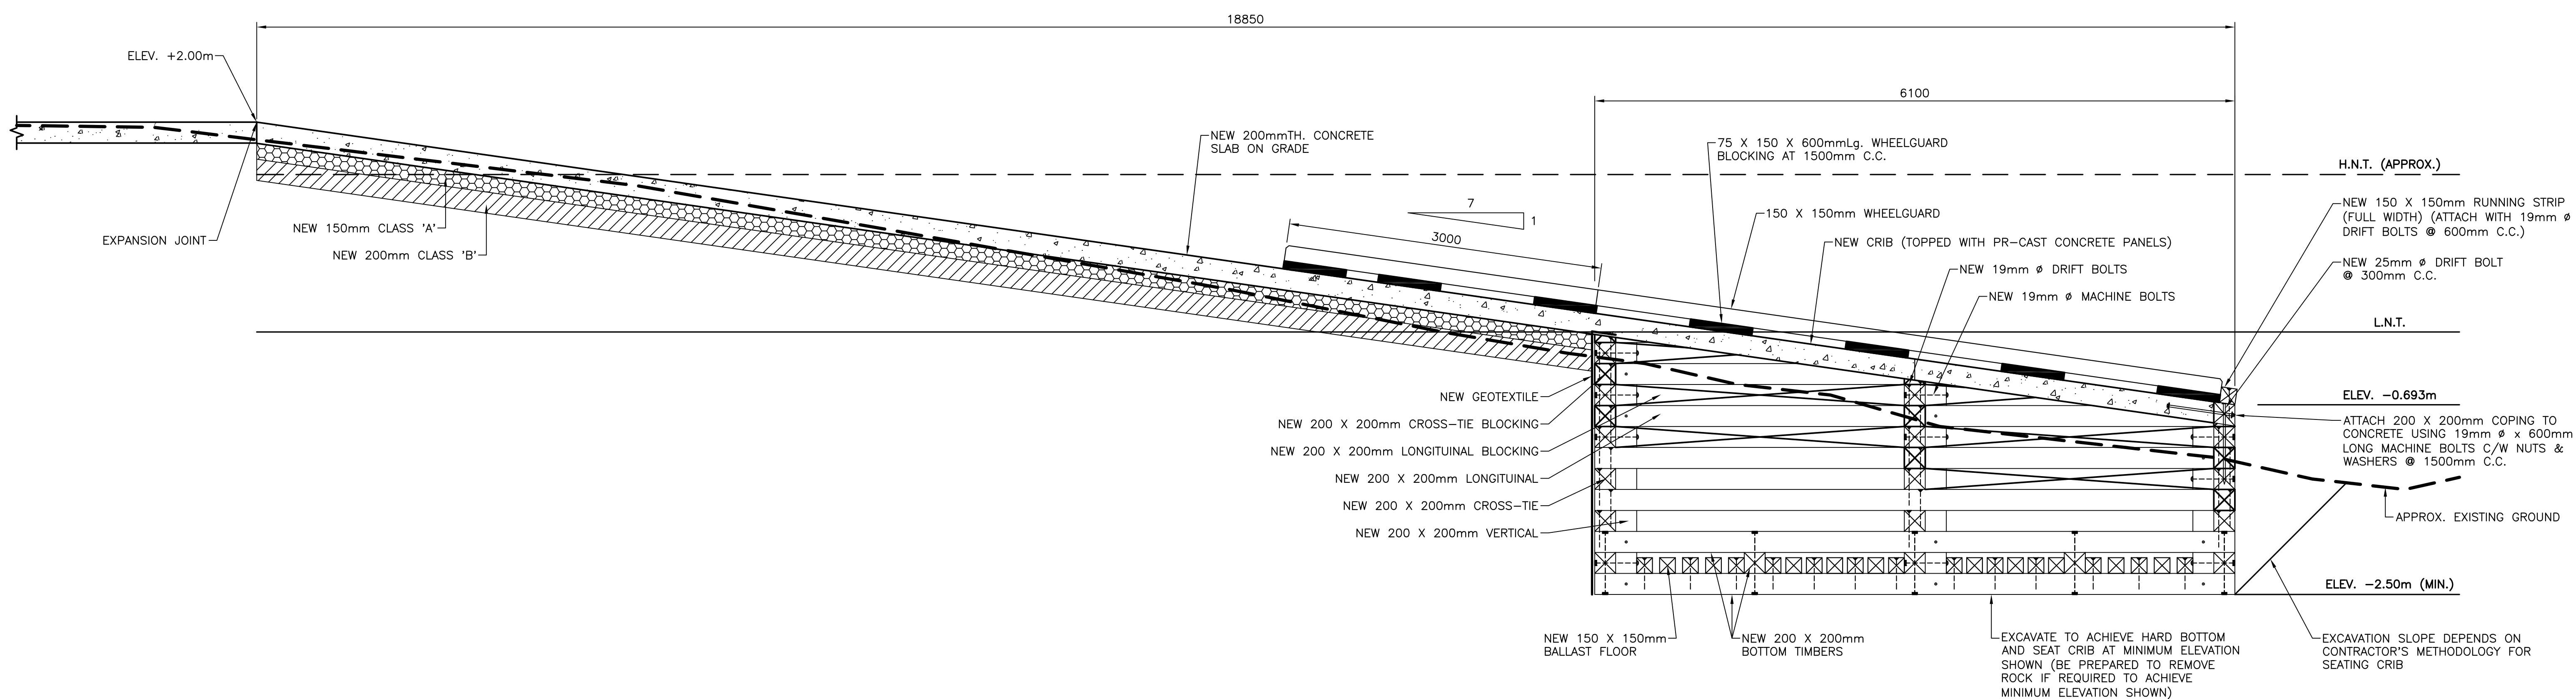 18850
ELEV. +2.00m
6100
NEW 200mmTH. CONCRETE
SLAB ON GRADE
75 X 150 X 600mmLg. WHEELGUARD
BLOCKING AT 1500mm C.C.
H.N.T. (APPROX.)
7
1
150 X 150mm WHEELGUARD
NEW 150 X 150mm RUNNING STRIP
(FULL WIDTH) (ATTACH WITH 19mm ø
DRIFT BOLTS @ 600mm C.C.)
NEW 150mm CLASS 'A'
EXPANSION JOINT
3000
NEW CRIB (TOPPED WITH PR-CAST CONCRETE PANELS)
NEW 200mm CLASS 'B'
NEW 19mm ø DRIFT BOLTS
NEW 25mm ø DRIFT BOLT
@ 300mm C.C.
NEW 19mm ø MACHINE BOLTS
L.N.T.
NEW GEOTEXTILE
ELEV. -0.693m
NEW 200 X 200mm CROSS-TIE BLOCKING
ATTACH 200 X 200mm COPING TO
CONCRETE USING 19mm ø x 600mm
LONG MACHINE BOLTS C/W NUTS &
WASHERS @ 1500mm C.C.
NEW 200 X 200mm LONGITUINAL BLOCKING
NEW 200 X 200mm LONGITUINAL
NEW 200 X 200mm CROSS-TIE
NEW 200 X 200mm VERTICAL
APPROX. EXISTING GROUND
ELEV. -2.50m (MIN.)
NEW 150 X 150mm
BALLAST FLOOR
NEW 200 X 200mm
BOTTOM TIMBERS
EXCAVATE TO ACHIEVE HARD BOTTOM
AND SEAT CRIB AT MINIMUM ELEVATION
SHOWN (BE PREPARED TO REMOVE
ROCK IF REQUIRED TO ACHIEVE
MINIMUM ELEVATION SHOWN)
EXCAVATION SLOPE DEPENDS ON
CONTRACTOR'S METHODOLOGY FOR
SEATING CRIB